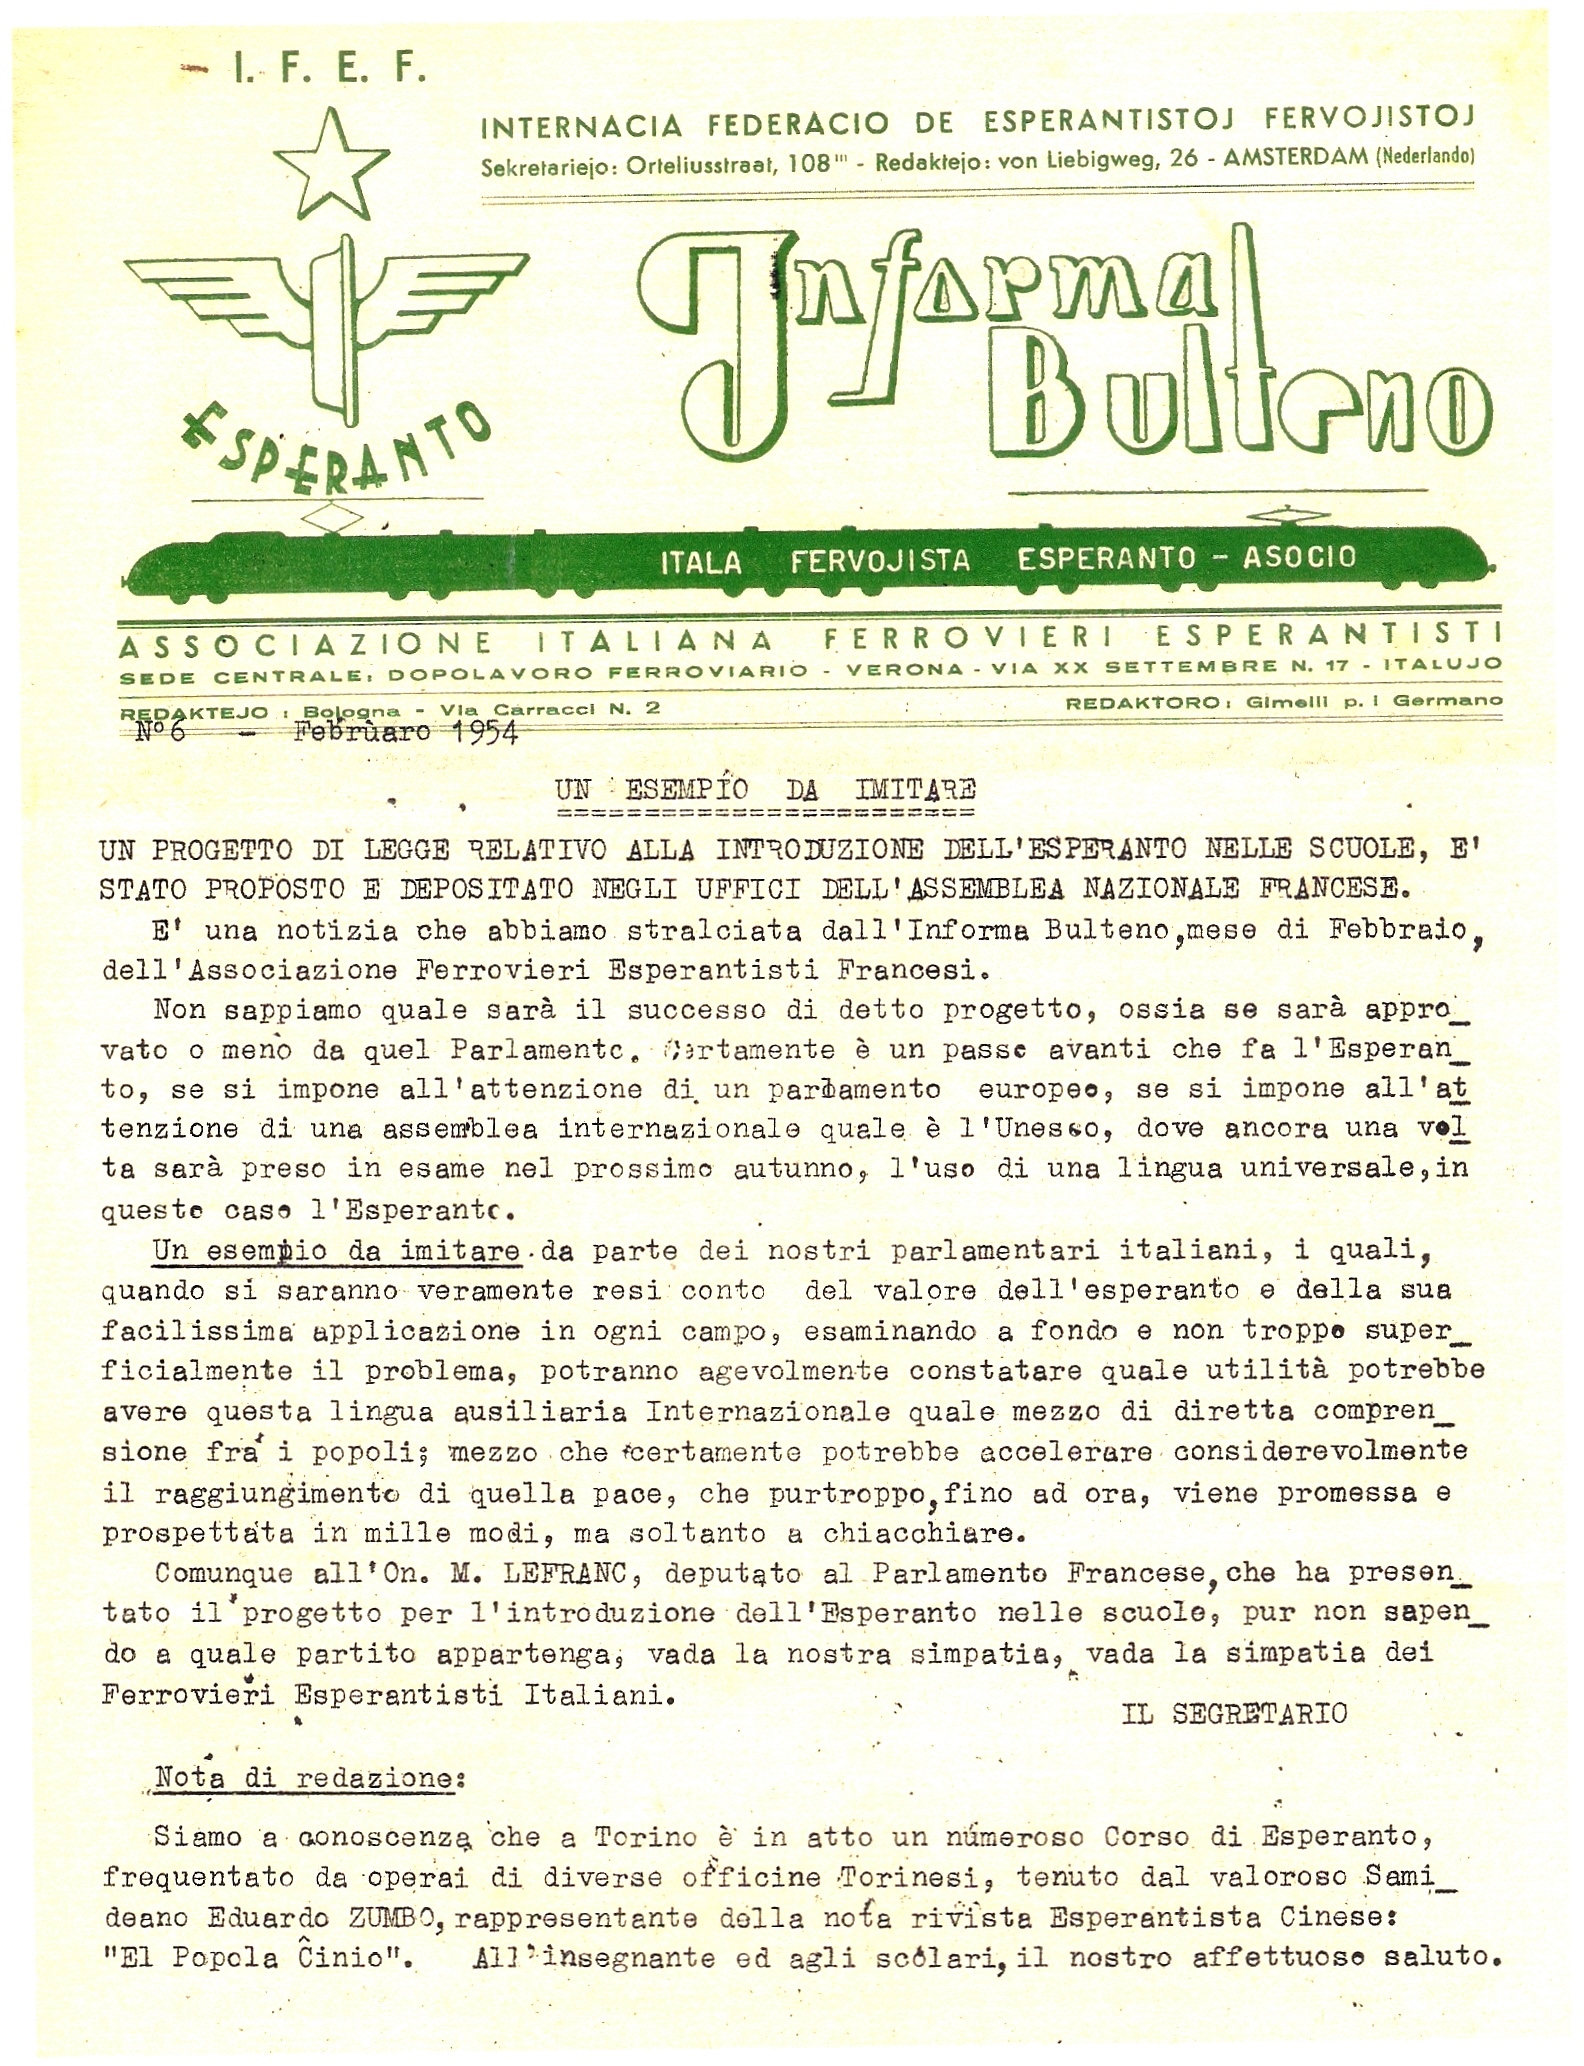 I. F. E. F.
INTERNACIA FEDERACIO DE ESPERANTISTOJ FERVOJISTOJ
Sekretariejo: Orteliusstraat, 108''' - Redaktejo: von Liebigweg, 26 - AMSTERDAM (Nederlando)
Informa
Bulteno
ESPERANTO
ITALA FERVOJISTA ESPERANTO - ASOCIO
ASSOCIAZIONE ITALIANA FERROVIERI ESPERANTISTI
SEDE CENTRALE: DOPOLAVORO FERROVIARIO - VERONA - VIA XX SETTEMBRE N. 17 - ITALUJO
REDAKTEJO : Bologna - Via Carracci N. 2 REDAKTORO: Gimelli p. i Germano
N° 6 - Febrùaro 1954
UN ESEMPIO DA IMITARE
========================
UN PROGETTO DI LEGGE RELATIVO ALLA INTRODUZIONE DELL'ESPERANTO NELLE SCUOLE, E'
STATO PROPOSTO E DEPOSITATO NEGLI UFFICI DELL'ASSEMBLEA NAZIONALE FRANCESE.
E' una notizia che abbiamo stralciata dall'Informa Bulteno,mese di Febbraio,
dell'Associazione Ferrovieri Esperantisti Francesi.
Non sappiamo quale sarà il successo di detto progetto, ossia se sarà appro_
vato o meno da quel Parlamento. Certamente è un passo avanti che fa l'Esperan_
to, se si impone all'attenzione di un parlamento europeo, se si impone all'at
tenzione di una assemblea internazionale quale è l'Unesco, dove ancora una vol
ta sarà preso in esame nel prossimo autunno, l'uso di una lingua universale,in
questo caso l'Esperanto.
Un esempio da imitare da parte dei nostri parlamentari italiani, i quali,
quando si saranno veramente resi conto del valore dell'esperanto e della sua
facilissima applicazione in ogni campo, esaminando a fondo e non troppo super_
ficialmente il problema, potranno agevolmente constatare quale utilità potrebbe
avere questa lingua ausiliaria Internazionale quale mezzo di diretta compren_
sione fra i popoli; mezzo che certamente potrebbe accelerare considerevolmente
il raggiungimento di quella pace, che purtroppo,fino ad ora, viene promessa e
prospettata in mille modi, ma soltanto a chiacchiare.
Comunque all'On. M. LEFRANC, deputato al Parlamento Francese,che ha presen_
tato il progetto per l'introduzione dell'Esperanto nelle scuole, pur non sapen_
do a quale partito appartenga, vada la nostra simpatia, vada la simpatia dei
Ferrovieri Esperantisti Italiani.
IL SEGRETARIO
Nota di redazione:
Siamo a conoscenza che a Torino è in atto un numeroso Corso di Esperanto,
frequentato da operai di diverse officine Torinesi, tenuto dal valoroso Sami_
deano Eduardo ZUMBO,rappresentante della nota rivista Esperantista Cinese:
"El Popola Ĉinio". All'insegnante ed agli scolari,il nostro affettuoso saluto.